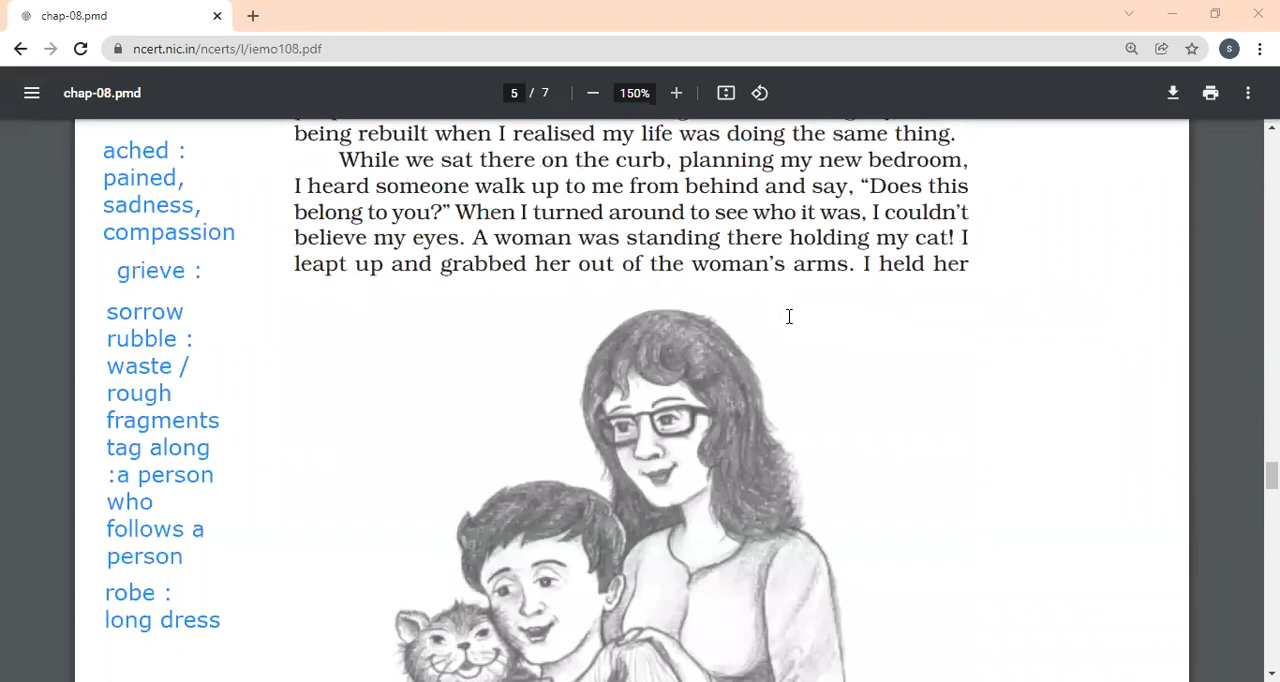 chap-08.pmd
ncert.nic.in/ncerts/l/iemo108.pdf
S
chap-08.pmd
5 / 7
150%
being rebuilt when I realised my life was doing the same thing.
While we sat there on the curb, planning my new bedroom,
I heard someone walk up to me from behind and say, “Does this
belong to you?” When I turned around to see who it was, I couldn’t
believe my eyes. A woman was standing there holding my cat! I
leapt up and grabbed her out of the woman’s arms. I held her
ached :
pained,
sadness,
compassion
grieve :
sorrow
rubble :
waste /
rough
fragments
tag along
:a person
who
follows a
person
robe :
long dress